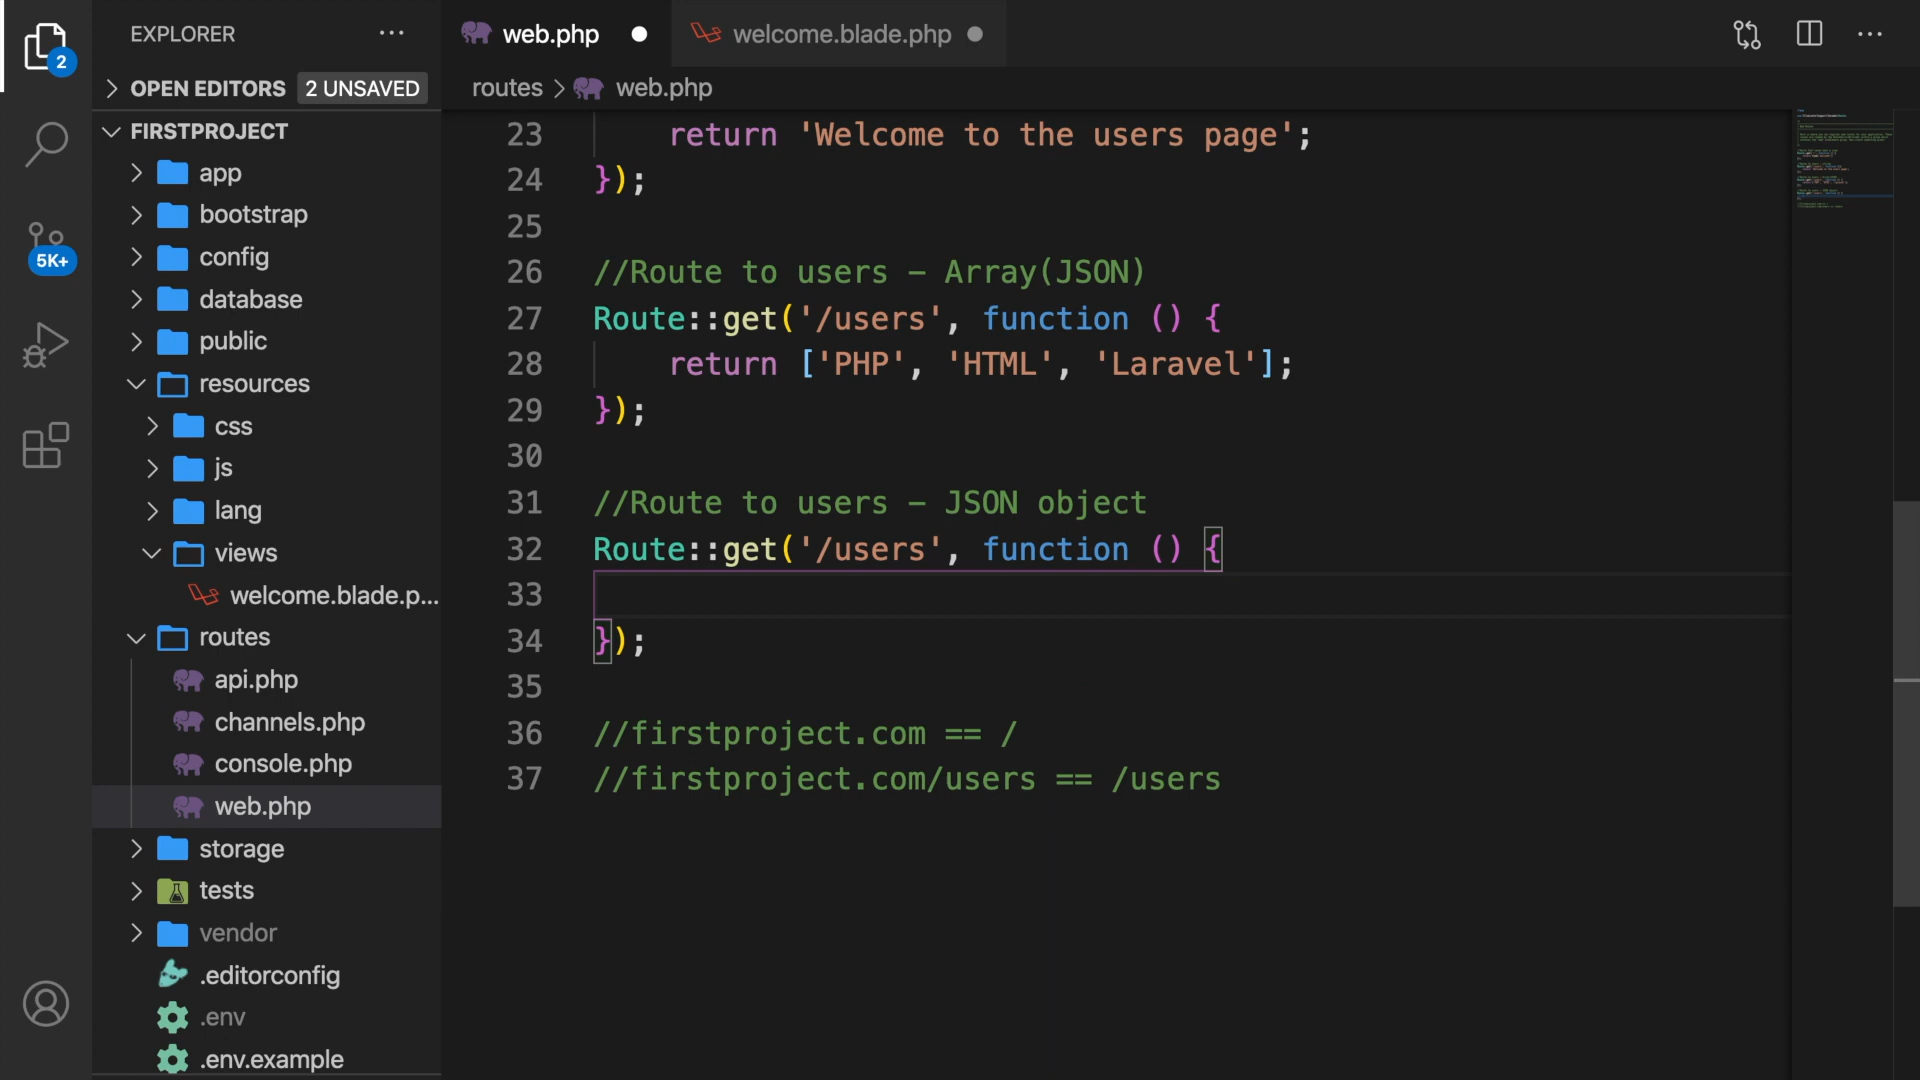 2
5K+
EXPLORER
OPEN EDITORS 2 UNSAVED
FIRSTPROJECT
app
bootstrap
config
database
public
resources
css
js
lang
views
welcome.blade.p...
routes
api.php
channels.php
console.php
web.php
storage
tests
vendor
.editorconfig
.env
.env.example
web.php
welcome.blade.php
routes > web.php
23 return 'Welcome to the users page';
24 });
25
26 //Route to users – Array(JSON)
27 Route::get('/users', function () {
28 return ['PHP', 'HTML', 'Laravel'];
29 });
30
31 //Route to users – JSON object
32 Route::get('/users', function () {
33
34 });
35
36 //firstproject.com == /
37 //firstproject.com/users == /users